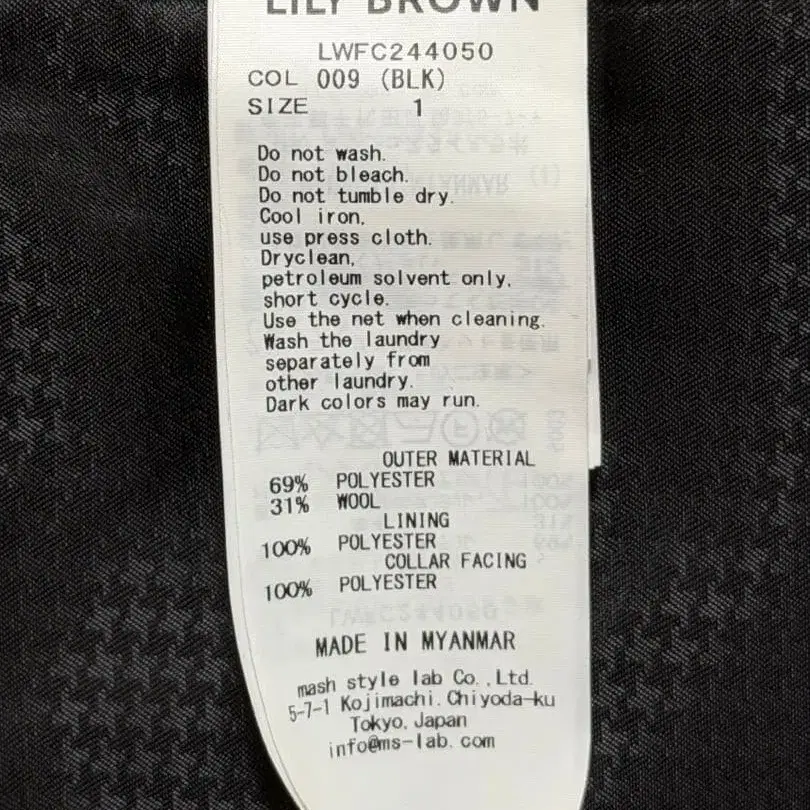 LILY BROWN
LWFC244050
COL 009 (BLK)
SIZE 1
Do not wash.
Do not bleach.
Do not tumble dry.
Cool iron,
use press cloth.
Dryclean,
petroleum solvent only,
short cycle.
Use the net when cleaning.
Wash the laundry
separately from
other laundry.
Dark colors may run.
OUTER MATERIAL
69% POLYESTER
31% WOOL
LINING
100% POLYESTER
COLLAR FACING
100% POLYESTER
MADE IN MYANMAR
mash style lab Co.,Ltd.
5-7-1 Kojimachi.Chiyoda-ku
Tokyo,Japan
info@ms-lab.com